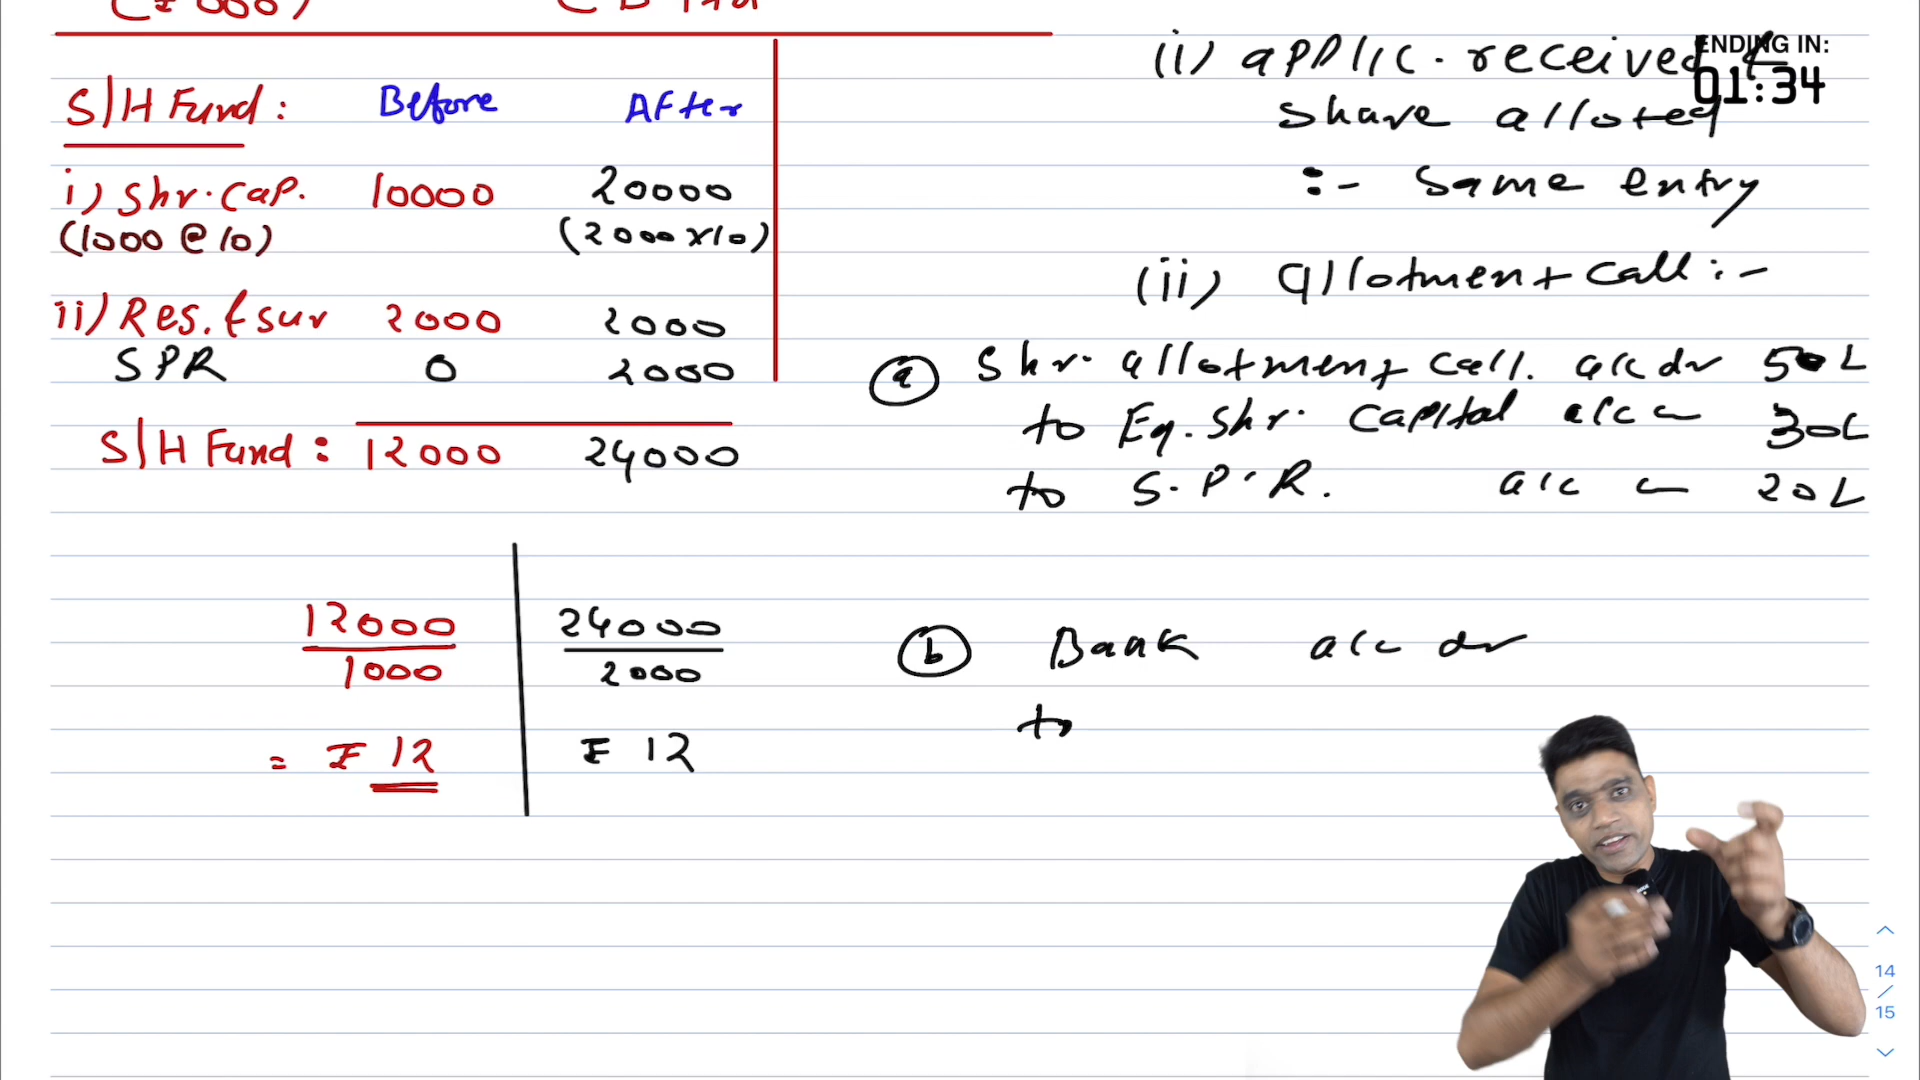 (₹ 000)
S/H Fund: Before After
i) Shr. Cap. 10000 20000
(1000 @ 10) (2000 x 10)
ii) Res. & sur 2000 2000
SPR 0 2000
S/H Fund : 12000 24000
12000 24000
1000 2000
= ₹ 12 ₹ 12
(ii) applic. received &
share alloted
:- same entry
(ii) allotment call :-
(a) Shr. allotment call. a/c dr 50L
to Eq. Shr. Capital a/c 30L
to S.P.R. a/c 20L
(b) Bank a/c dr
to
ENDING IN:
01:34
14
/
15